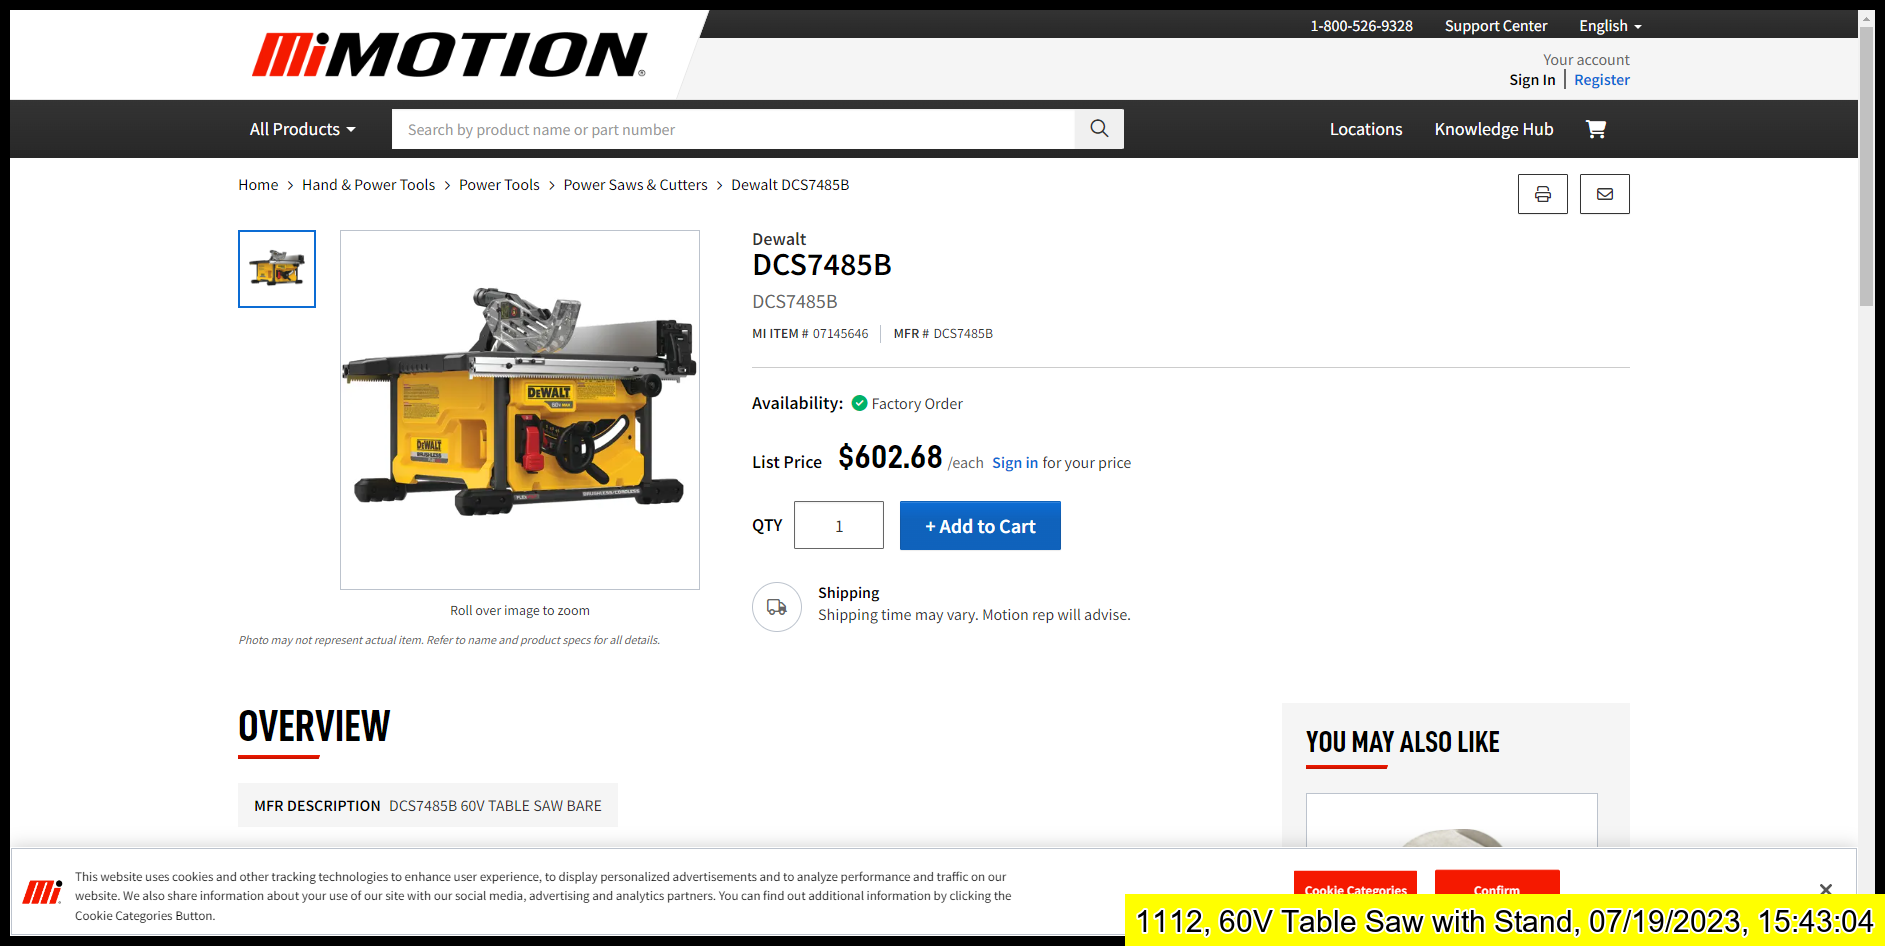 1-800-526-9328 Support Center English
MiMOTION®
Your account
Sign In | Register
All Products
Search by product name or part number
Locations Knowledge Hub
Home > Hand & Power Tools > Power Tools > Power Saws & Cutters > Dewalt DCS7485B
Dewalt
DCS7485B
DCS7485B
MI ITEM # 07145646 MFR # DCS7485B
DEWALT
60V MAX
DEWALT
BRUSHLESS
BRUSHLESS/CORDLESS
Availability: Factory Order
List Price $602.68 /each Sign in for your price
QTY 1 + Add to Cart
Shipping
Shipping time may vary. Motion rep will advise.
Roll over image to zoom
Photo may not represent actual item. Refer to name and product specs for all details.
OVERVIEW
MFR DESCRIPTION DCS7485B 60V TABLE SAW BARE
YOU MAY ALSO LIKE
Mi
This website uses cookies and other tracking technologies to enhance user experience, to display personalized advertisements and to analyze performance and traffic on our
website. We also share information about your use of our site with our social media, advertising and analytics partners. You can find out additional information by clicking the
Cookie Categories Button.
Cookie Categories
Confirm
1112, 60V Table Saw with Stand, 07/19/2023, 15:43:04